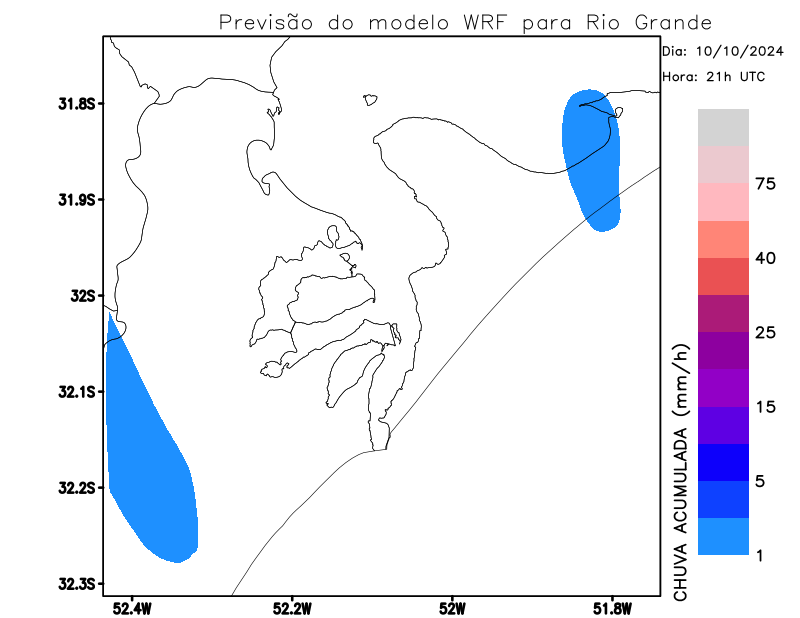 Previsão do modelo WRF para Rio Grande
Dia: 10/10/2024
Hora: 21h UTC
31.8S
31.9S
32S
32.1S
32.2S
32.3S
52.4W
52.2W
52W
51.8W
75
40
25
15
5
1
CHUVA ACUMULADA (mm/h)